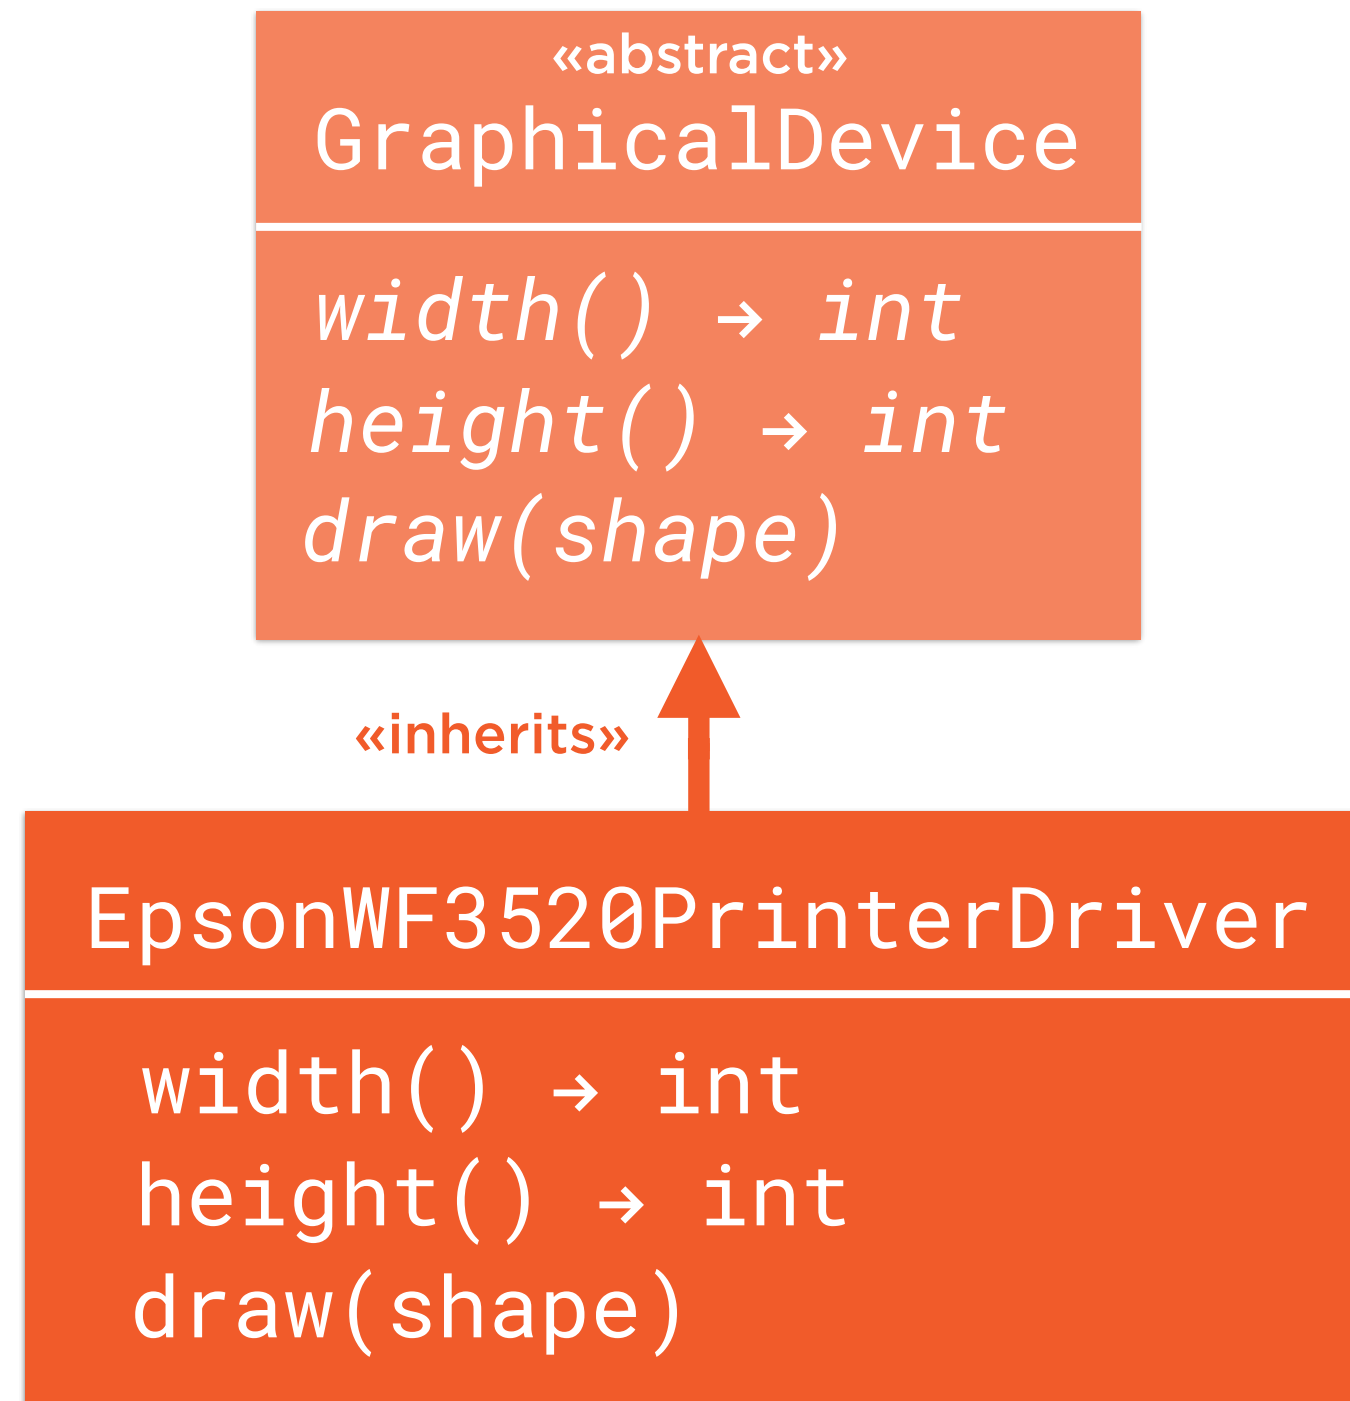 «abstract»
GraphicalDevice
width() → int
height() → int
draw(shape)
«inherits»
EpsonWF3520PrinterDriver
width() → int
height() → int
draw(shape)